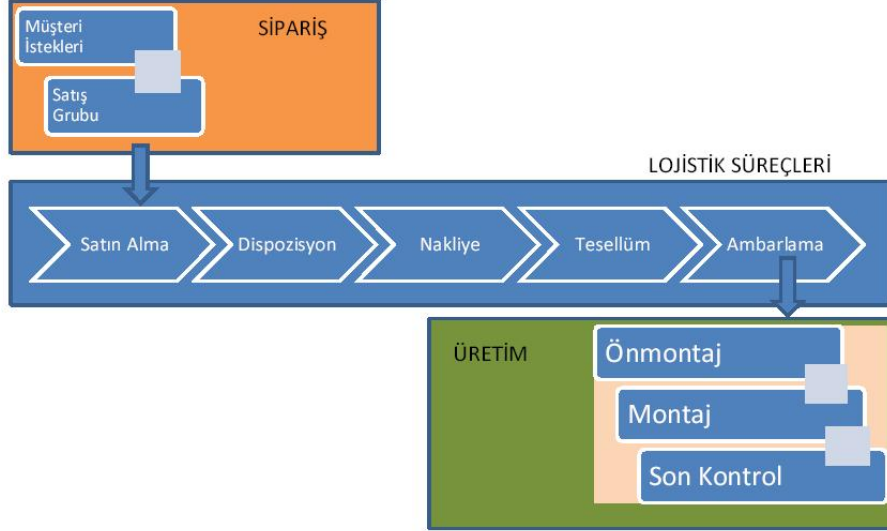 Müşteri
İstekleri
SİPARİŞ
Satış
Grubu
LOJİSTİK SÜREÇLERİ
Satın Alma
Dispozisyon
Nakliye
Tesellüm
Ambarlama
ÜRETİM
Önmontaj
Montaj
Son Kontrol